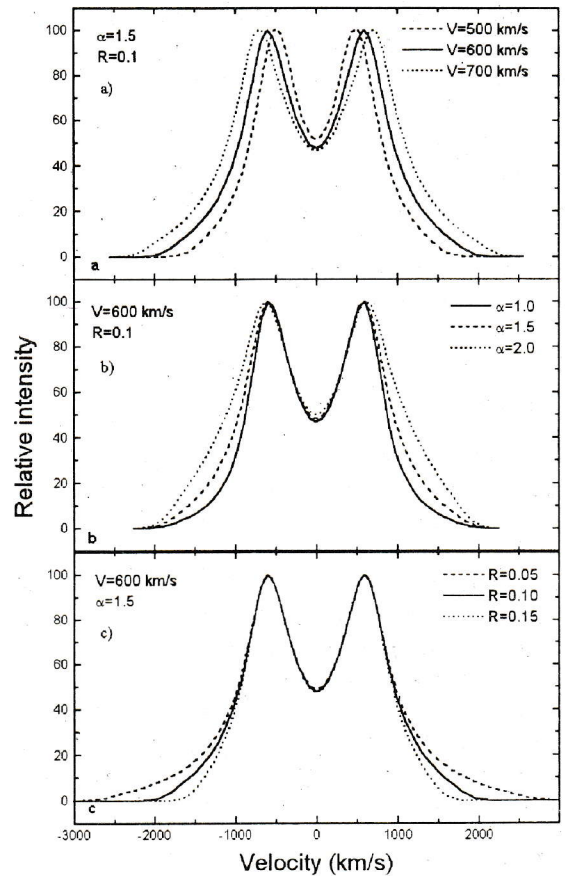 100
80
60
40
20
0
α=1.5
R=0.1
a)
a
V=500 km/s
V=600 km/s
V=700 km/s
100
80
60
40
20
0
V=600 km/s
R=0.1
b)
b
α=1.0
α=1.5
α=2.0
100
80
60
40
20
0
V=600 km/s
α=1.5
c)
c
R=0.05
R=0.10
R=0.15
Relative intensity
-3000 -2000 -1000 0 1000 2000
Velocity (km/s)